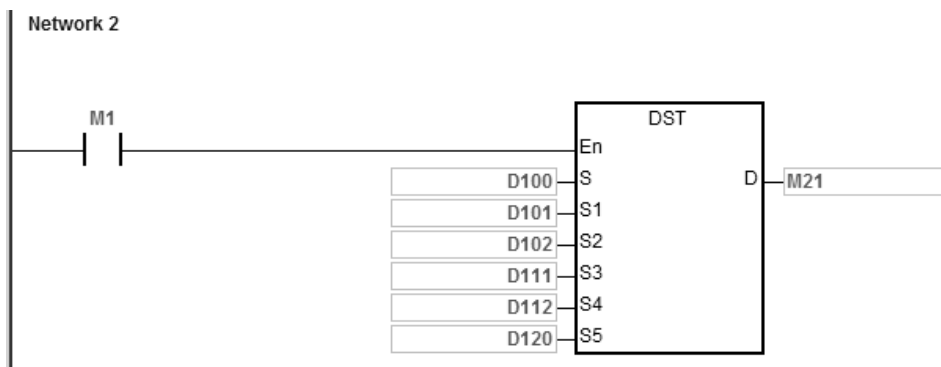 Network 2
M1
DST
En
D100 S D M21
D101 S1
D102 S2
D111 S3
D112 S4
D120 S5